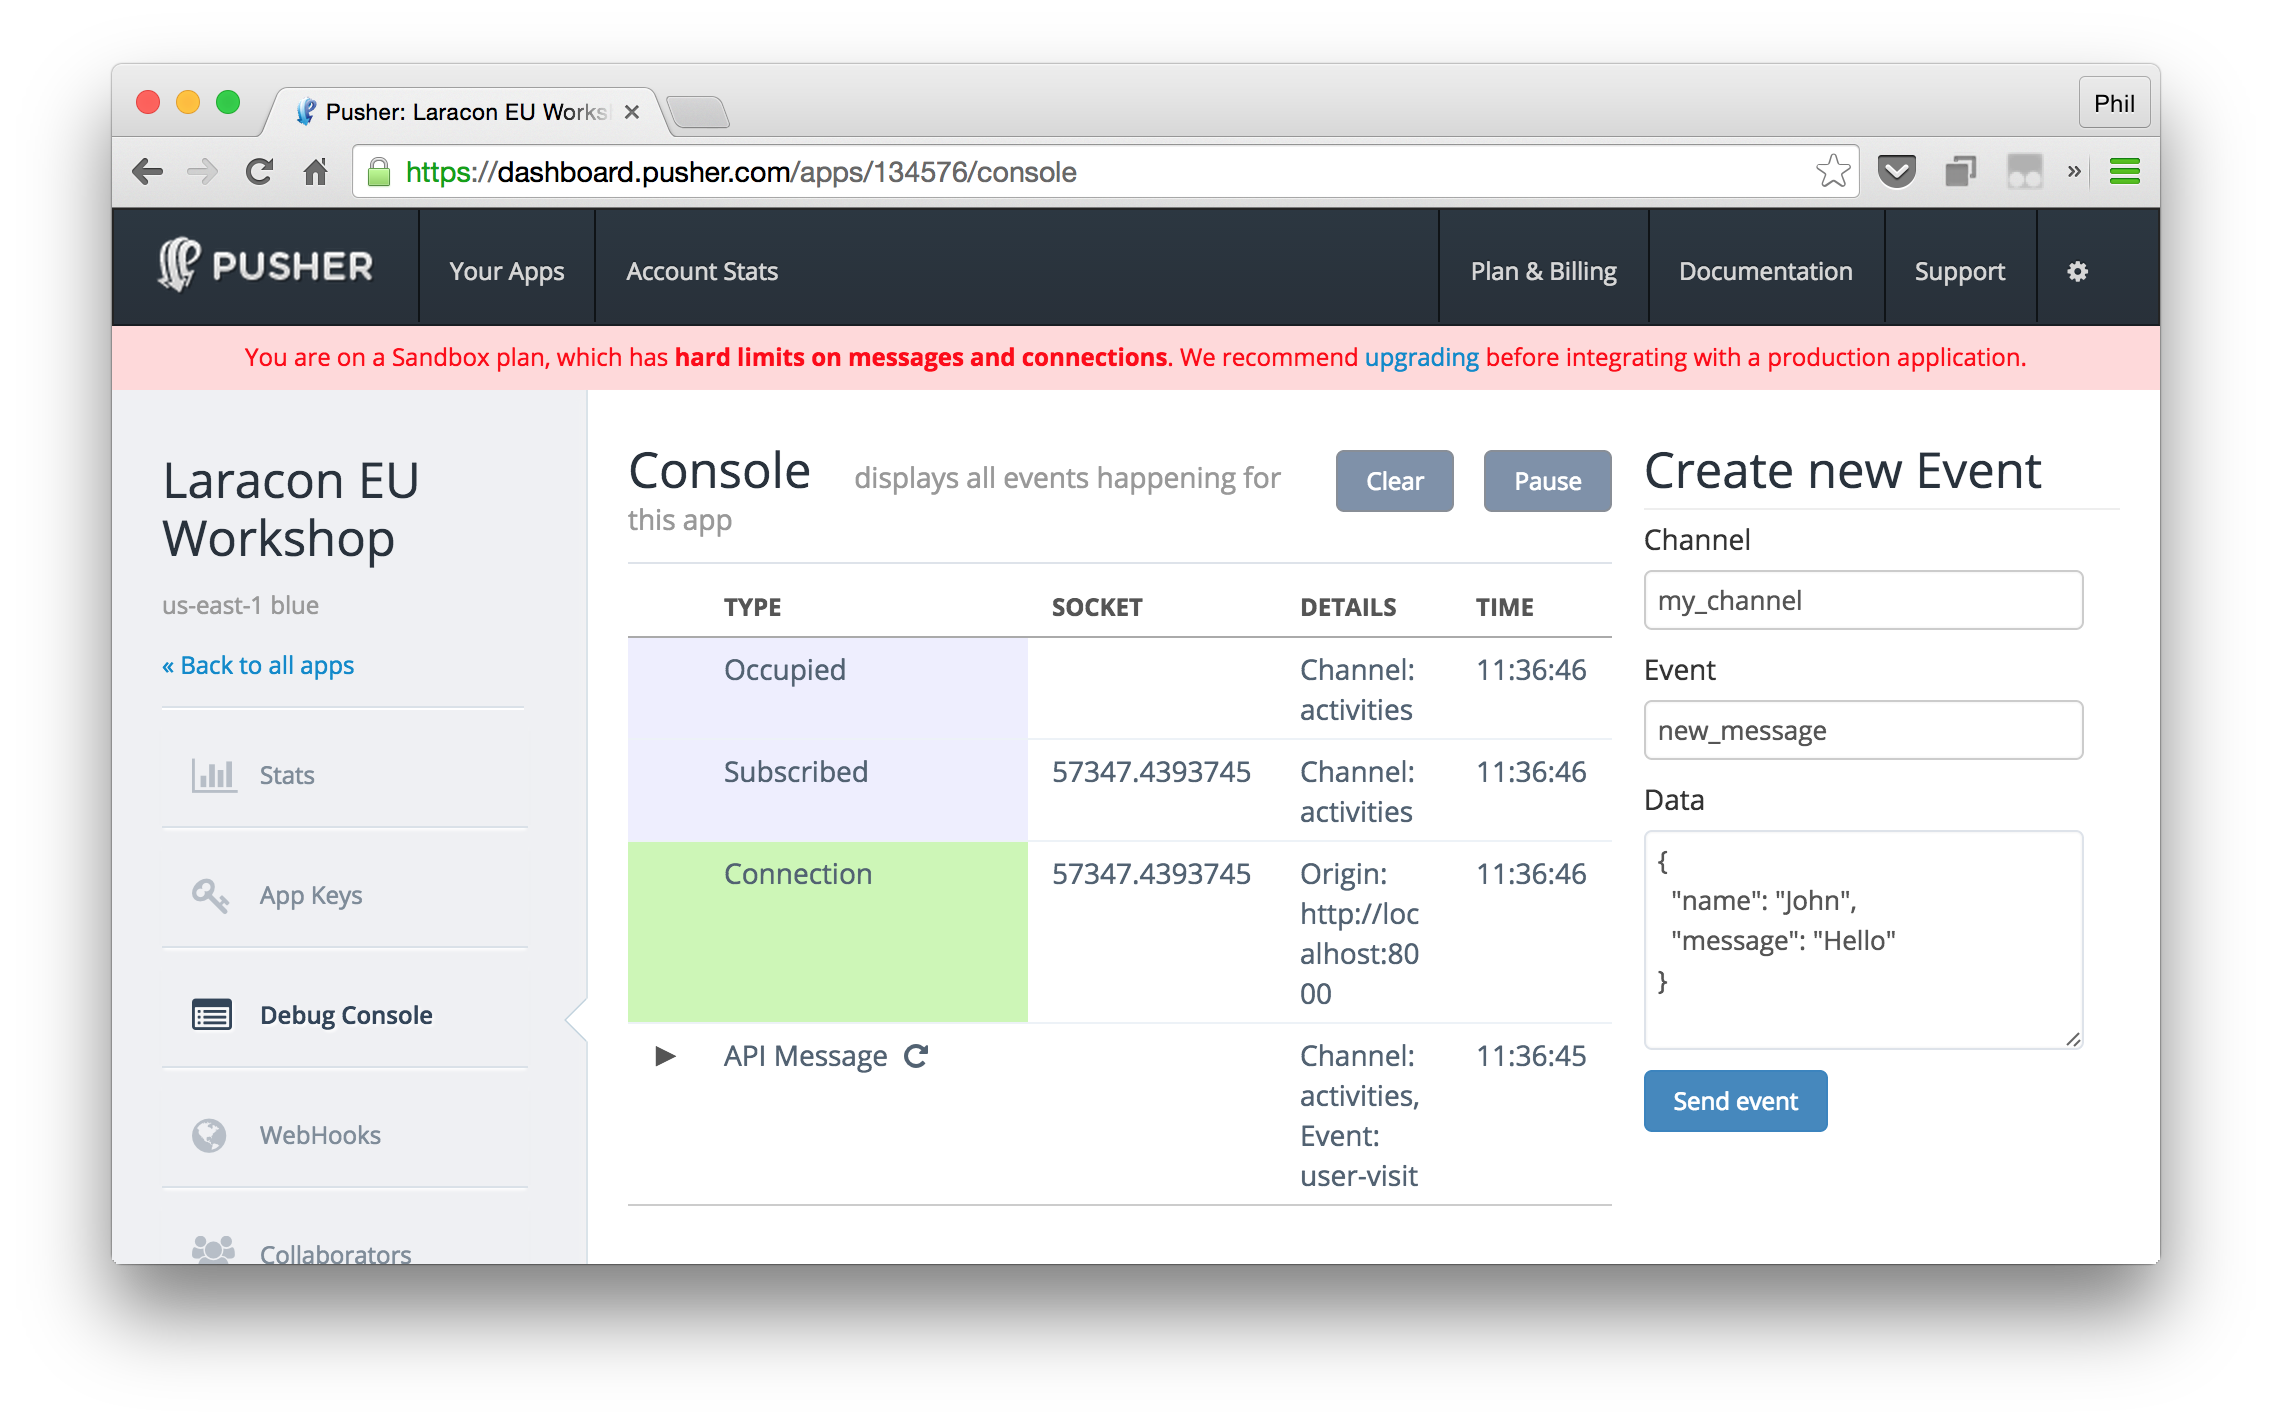 Pusher: Laracon EU Works
Phil
https://dashboard.pusher.com/apps/134576/console
»
PUSHER
Your Apps
Account Stats
Plan & Billing
Documentation
Support
You are on a Sandbox plan, which has hard limits on messages and connections. We recommend upgrading before integrating with a production application.
Laracon EU
Workshop
us-east-1 blue
« Back to all apps
Stats
App Keys
Debug Console
WebHooks
Collaborators
Console displays all events happening for
this app
Clear
Pause
TYPE SOCKET DETAILS TIME
Occupied Channel: 11:36:46
activities
Subscribed 57347.4393745 Channel: 11:36:46
activities
Connection 57347.4393745 Origin: 11:36:46
http://loc
alhost:80
00
API Message Channel: 11:36:45
activities,
Event:
user-visit
Create new Event
Channel
my_channel
Event
new_message
Data
{
"name": "John",
"message": "Hello"
}
Send event